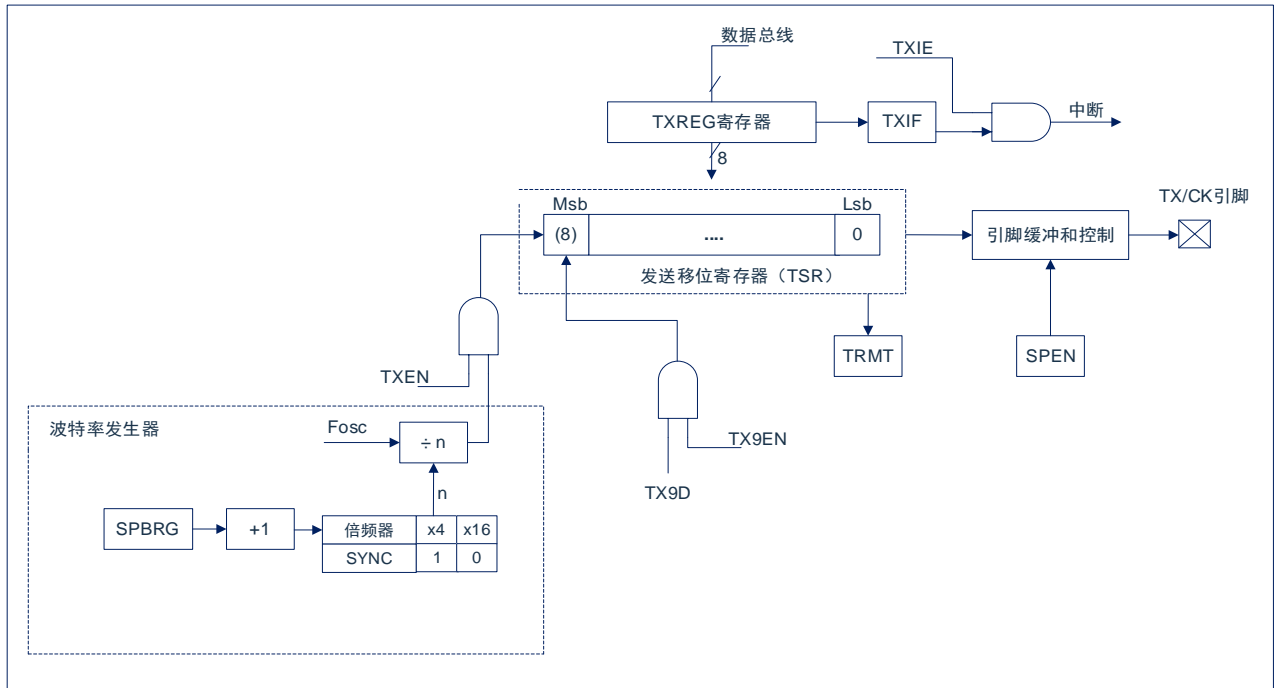 数据总线
TXIE
TXREG寄存器
TXIF
中断
8
Msb
Lsb
TX/CK引脚
(8)
....
0
引脚缓冲和控制
发送移位寄存器（TSR）
TRMT
SPEN
TXEN
波特率发生器
Fosc
÷n
TX9EN
n
TX9D
SPBRG
+1
倍频器 x4 x16
SYNC 1 0